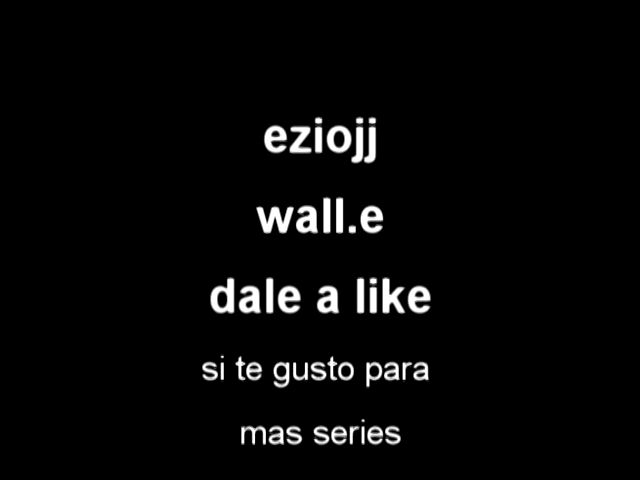 eziojj
wall.e
dale a like
si te gusto para
mas series